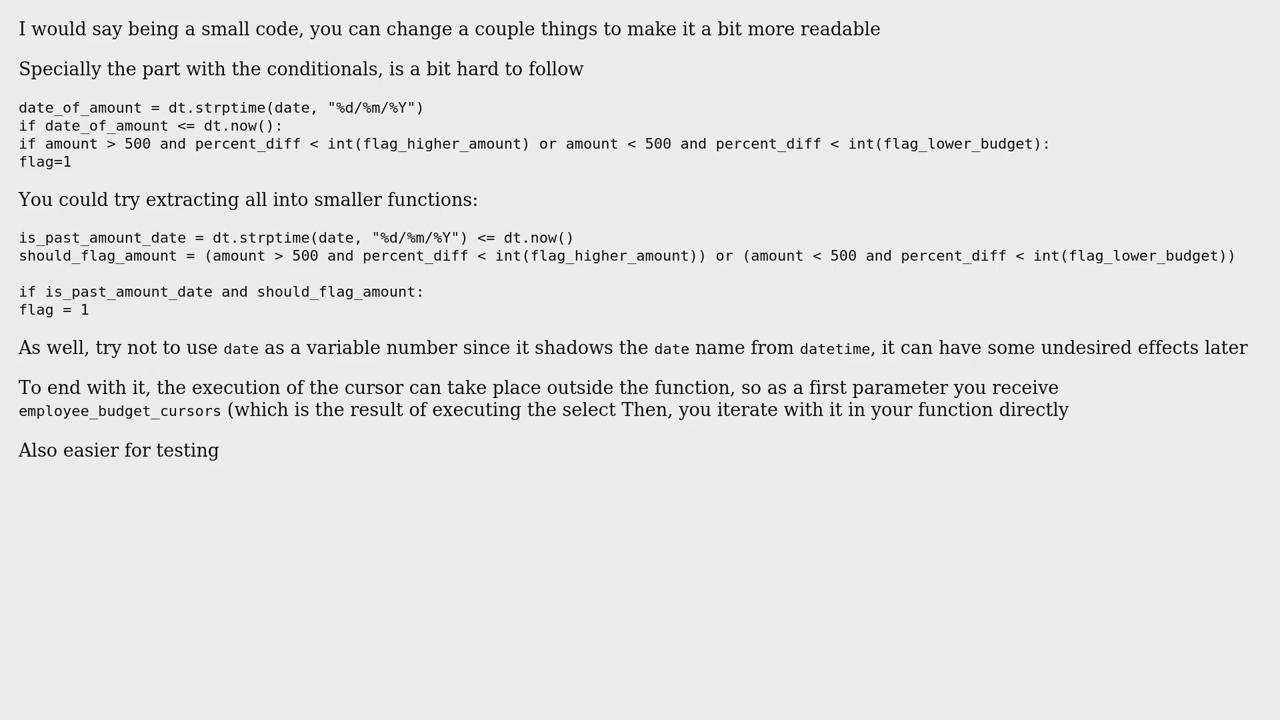 I would say being a small code, you can change a couple things to make it a bit more readable
Specially the part with the conditionals, is a bit hard to follow
date_of_amount = dt.strptime(date, "%d/%m/%Y")
if date_of_amount <= dt.now():
if amount > 500 and percent_diff < int(flag_higher_amount) or amount < 500 and percent_diff < int(flag_lower_budget):
flag=1
You could try extracting all into smaller functions:
is_past_amount_date = dt.strptime(date, "%d/%m/%Y") <= dt.now()
should_flag_amount = (amount > 500 and percent_diff < int(flag_higher_amount)) or (amount < 500 and percent_diff < int(flag_lower_budget))
if is_past_amount_date and should_flag_amount:
flag = 1
As well, try not to use date as a variable number since it shadows the date name from datetime, it can have some undesired effects later
To end with it, the execution of the cursor can take place outside the function, so as a first parameter you receive
employee_budget_cursors (which is the result of executing the select Then, you iterate with it in your function directly
Also easier for testing